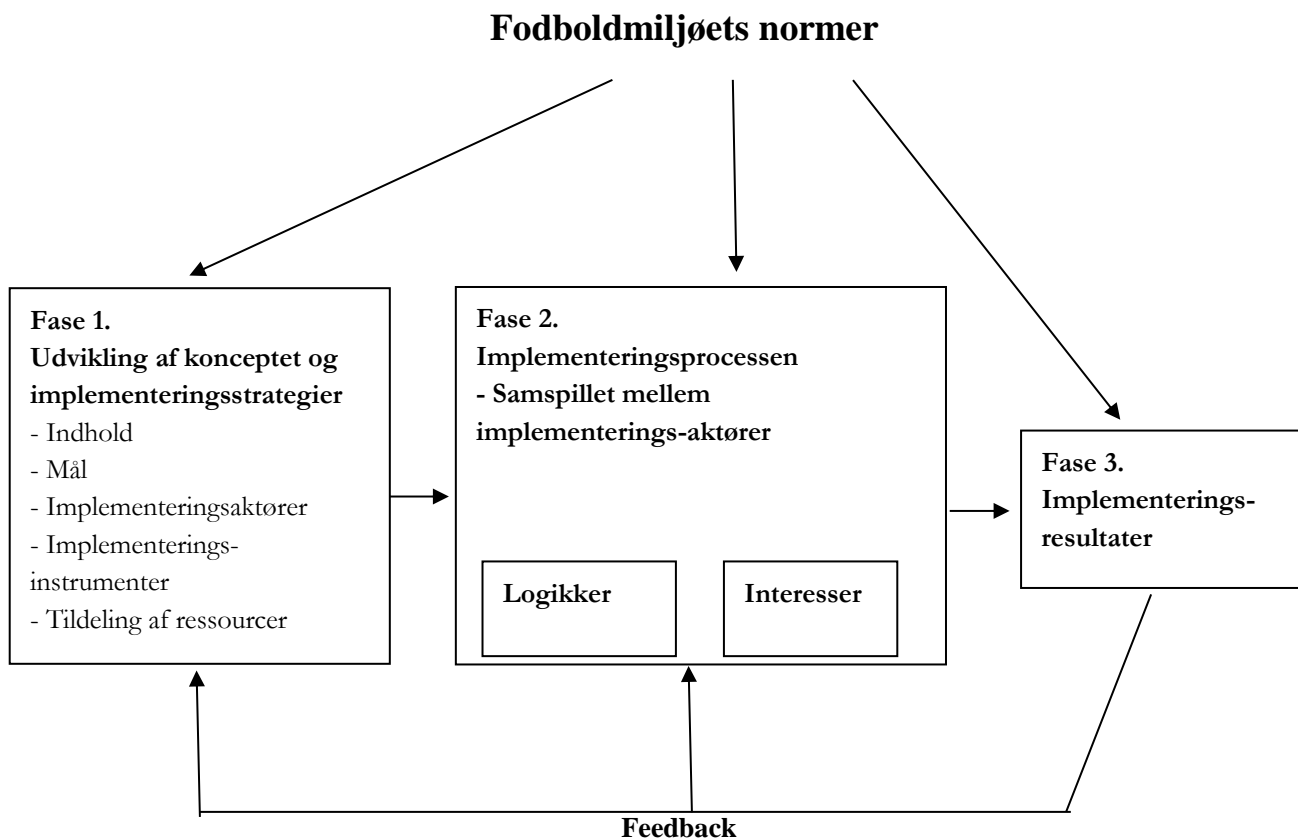 Fodboldmiljøets normer
Fase 1.
Udvikling af konceptet og
implementeringsstrategier
- Indhold
- Mål
- Implementeringsaktører
- Implementerings-
instrumenter
- Tildeling af ressourcer
Fase 2.
Implementeringsprocessen
- Samspillet mellem
implementerings-aktører
Logikker
Interesser
Fase 3.
Implementerings-
resultater
Feedback